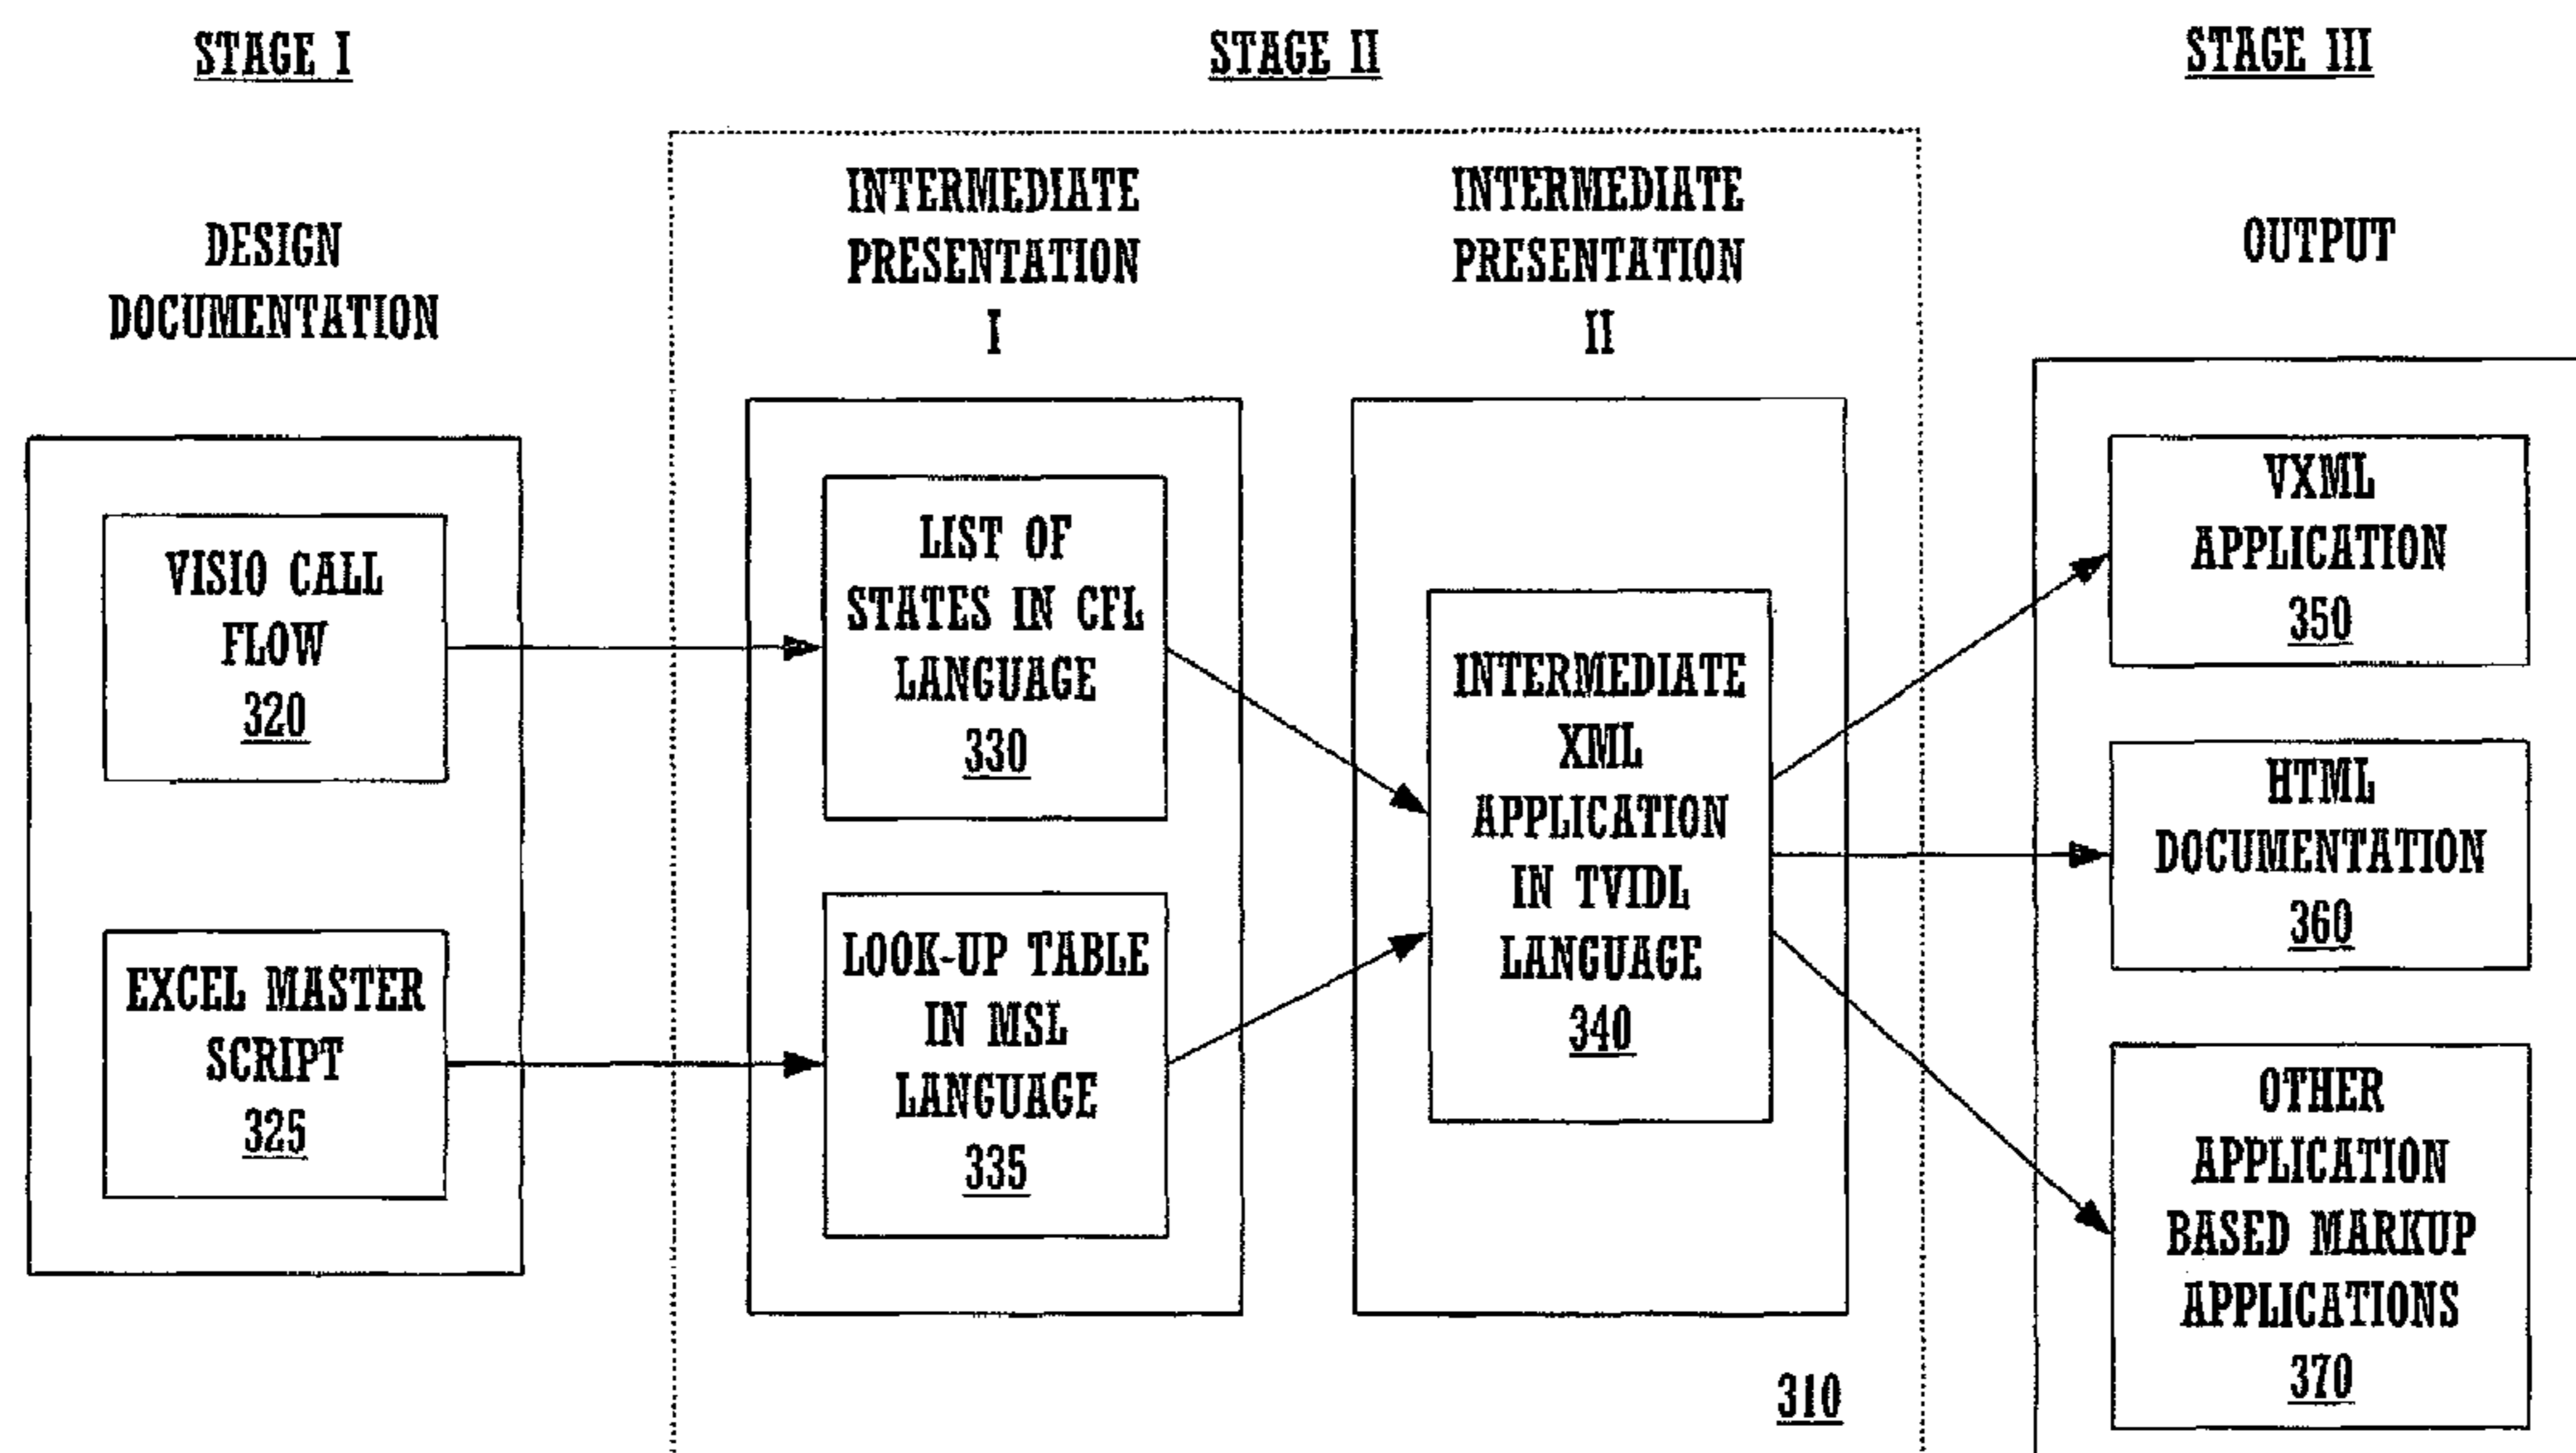 STAGE I
STAGE II
STAGE III
DESIGN
DOCUMENTATION
INTERMEDIATE
PRESENTATION
I
INTERMEDIATE
PRESENTATION
II
OUTPUT
VISIO CALL
FLOW
320
EXCEL MASTER
SCRIPT
325
LIST OF
STATES IN CFL
LANGUAGE
330
LOOK-UP TABLE
IN MSL
LANGUAGE
335
INTERMEDIATE
XML
APPLICATION
IN TVIDL
LANGUAGE
340
VXML
APPLICATION
350
HTML
DOCUMENTATION
360
OTHER
APPLICATION
BASED MARKUP
APPLICATIONS
370
310